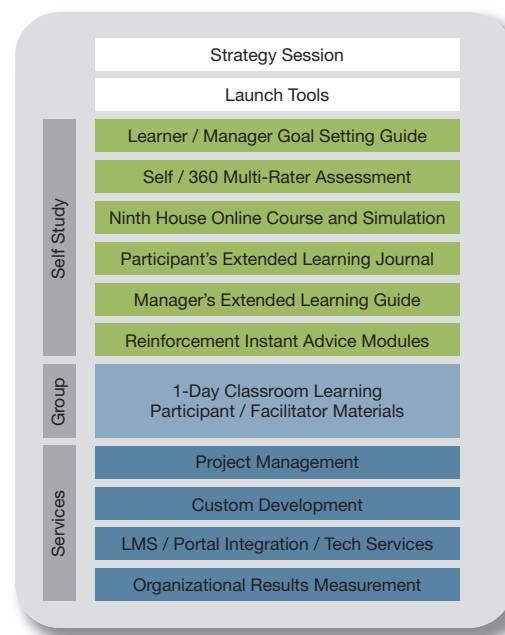 Strategy Session
Launch Tools
Self Study
Learner / Manager Goal Setting Guide
Self / 360 Multi-Rater Assessment
Ninth House Online Course and Simulation
Participant's Extended Learning Journal
Manager's Extended Learning Guide
Reinforcement Instant Advice Modules
Group
1-Day Classroom Learning
Participant / Facilitator Materials
Services
Project Management
Custom Development
LMS / Portal Integration / Tech Services
Organizational Results Measurement